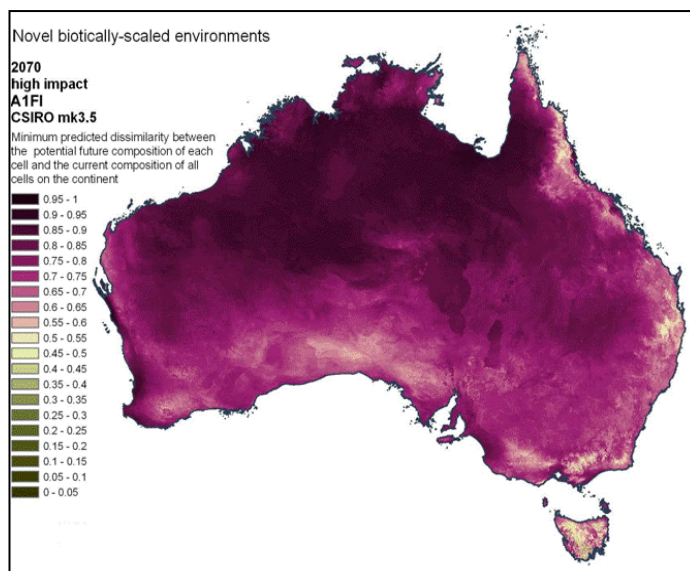 Novel biotically-scaled environments
2070
high impact
A1FI
CSIRO mk3.5
Minimum predicted dissimilarity between
the potential future composition of each
cell and the current composition of all
cells on the continent
0.95 - 1
0.9 - 0.95
0.85 - 0.9
0.8 - 0.85
0.75 - 0.8
0.7 - 0.75
0.65 - 0.7
0.6 - 0.65
0.55 - 0.6
0.5 - 0.55
0.45 - 0.5
0.4 - 0.45
0.35 - 0.4
0.3 - 0.35
0.25 - 0.3
0.2 - 0.25
0.15 - 0.2
0.1 - 0.15
0.05 - 0.1
0 - 0.05